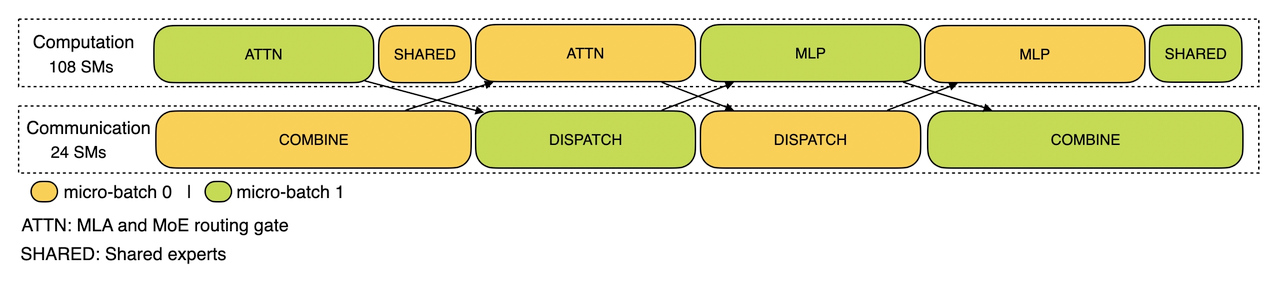 Computation
108 SMs
ATTN
SHARED
ATTN
MLP
MLP
SHARED
Communication
24 SMs
COMBINE
DISPATCH
DISPATCH
COMBINE
micro-batch 0 | micro-batch 1
ATTN: MLA and MoE routing gate
SHARED: Shared experts